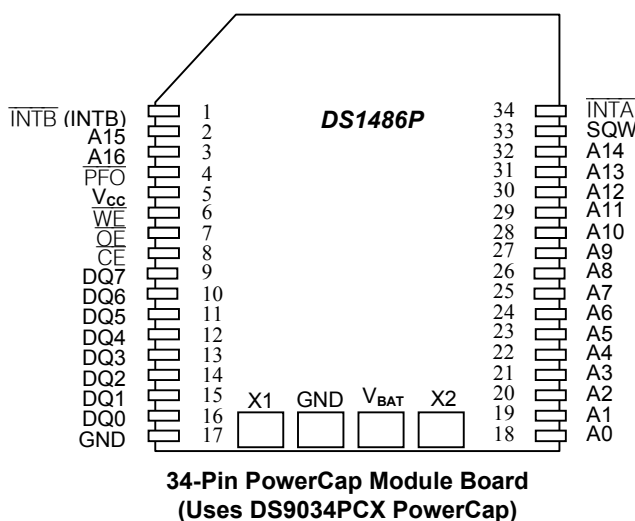 DS1486P
INTB (INTB) 1 34 INTA
A15 2 33 SQW
A16 3 32 A14
PFO 4 31 A13
VCC 5 30 A12
WE 6 29 A11
OE 7 28 A10
CE 8 27 A9
DQ7 9 26 A8
DQ6 10 25 A7
DQ5 11 24 A6
DQ4 12 23 A5
DQ3 13 22 A4
DQ2 14 21 A3
DQ1 15 20 A2
DQ0 16 19 A1
GND 17 18 A0
X1 GND VBAT X2
34-Pin PowerCap Module Board
(Uses DS9034PCX PowerCap)